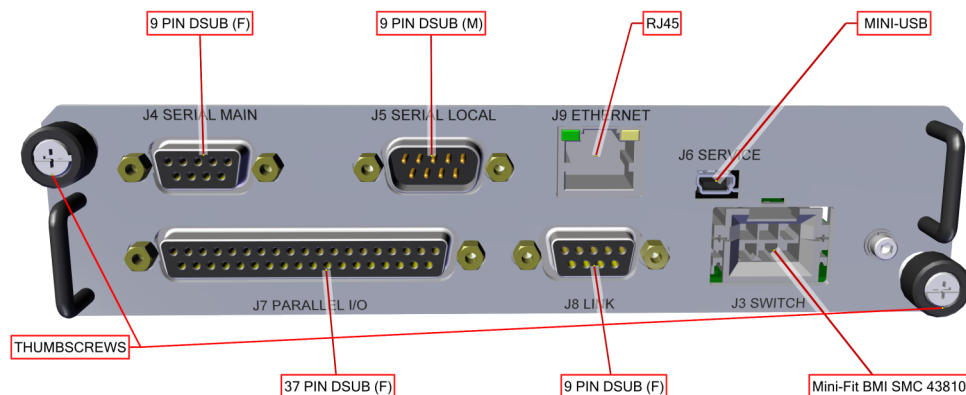 9 PIN DSUB (F)
9 PIN DSUB (M)
RJ45
MINI-USB
J4 SERIAL MAIN
J5 SERIAL LOCAL
J9 ETHERNET
J6 SERVICE
J7 PARALLEL I/O
J8 LINK
J3 SWITCH
THUMBSCREWS
37 PIN DSUB (F)
9 PIN DSUB (F)
Mini-Fit BMI SMC 43810